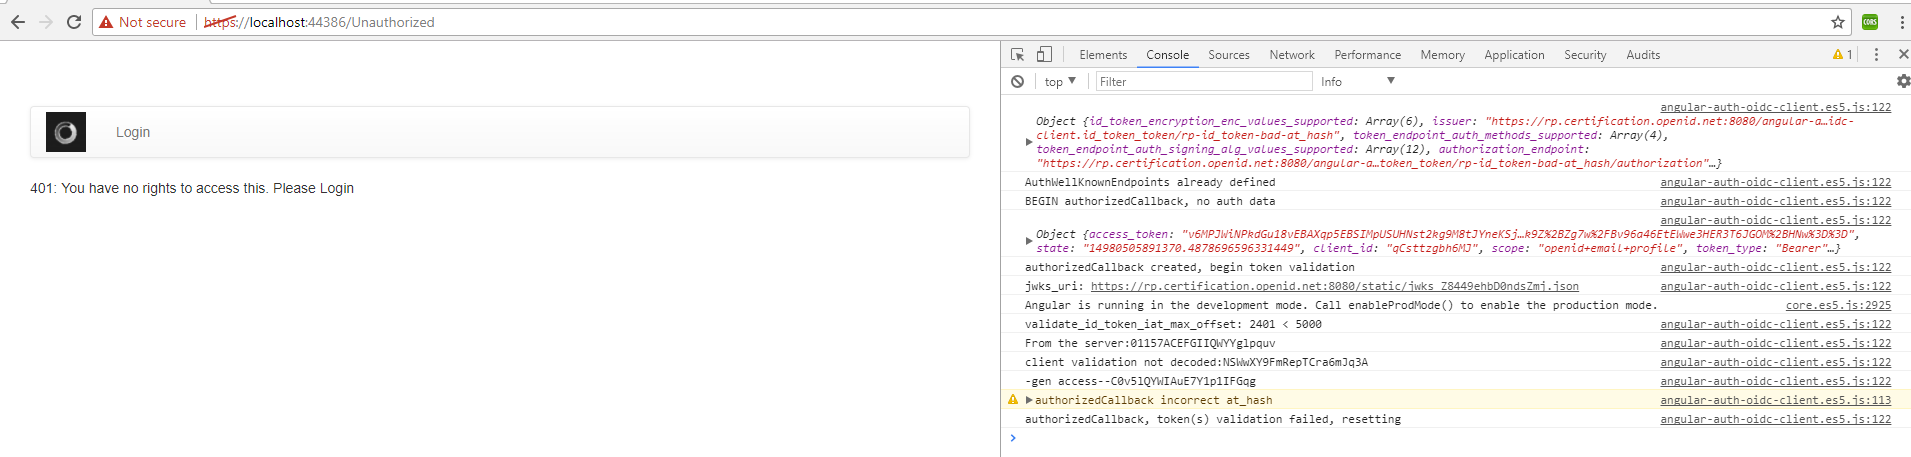 Not secure https://localhost:44386/Unauthorized CORS
Elements Console Sources Network Performance Memory Application Security Audits 1
top Filter Info
Login
401: You have no rights to access this. Please Login
angular-auth-oidc-client.es5.js:122
Object {id_token_encryption_enc_values_supported: Array(6), issuer: "https://rp.certification.openid.net:8080/angular-a…idc-
client.id_token_token/rp-id_token-bad-at_hash", token_endpoint_auth_methods_supported: Array(4),
token_endpoint_auth_signing_alg_values_supported: Array(12), authorization_endpoint:
"https://rp.certification.openid.net:8080/angular-a…token_token/rp-id_token-bad-at_hash/authorization"…}
AuthWellKnownEndpoints already defined angular-auth-oidc-client.es5.js:122
BEGIN authorizedCallback, no auth data angular-auth-oidc-client.es5.js:122
angular-auth-oidc-client.es5.js:122
Object {access_token: "v6MPJWiNPkdGu18vEBAXqp5EBSIMpUSUHNst2kg9M8tJYneKSj…k9Z%2BZg7w%2FBv96a46EtEWwe3HER3T6JGOM%2BHNw%3D%3D",
state: "14980505891370.4878696596331449", client_id: "qCsttzgbh6MJ", scope: "openid+email+profile", token_type: "Bearer"…}
authorizedCallback created, begin token validation angular-auth-oidc-client.es5.js:122
jwks_uri: https://rp.certification.openid.net:8080/static/jwks_Z8449ehbD0ndsZmj.json angular-auth-oidc-client.es5.js:122
Angular is running in the development mode. Call enableProdMode() to enable the production mode. core.es5.js:2925
validate_id_token_iat_max_offset: 2401 < 5000 angular-auth-oidc-client.es5.js:122
From the server:01157ACEFGIIQWYYglpquv angular-auth-oidc-client.es5.js:122
client validation not decoded:NSWwXY9FmRepTCra6mJq3A angular-auth-oidc-client.es5.js:122
-gen access--C0v5lQYWIAuE7Y1p1IFGqg angular-auth-oidc-client.es5.js:122
authorizedCallback incorrect at_hash angular-auth-oidc-client.es5.js:113
authorizedCallback, token(s) validation failed, resetting angular-auth-oidc-client.es5.js:122